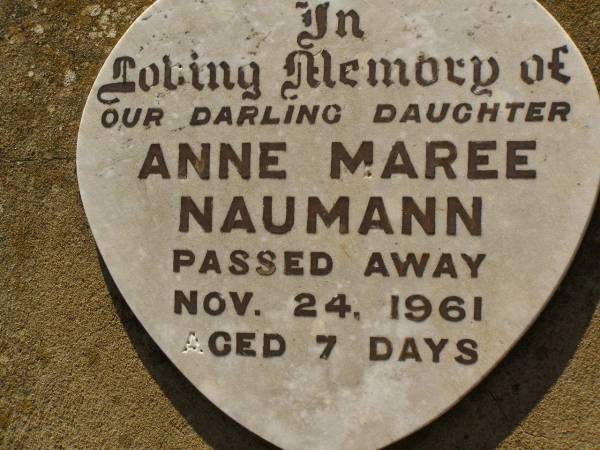 In
Loving Memory of
OUR DARLING DAUGHTER
ANNE MAREE
NAUMANN
PASSED AWAY
NOV. 24, 1961
AGED 7 DAYS